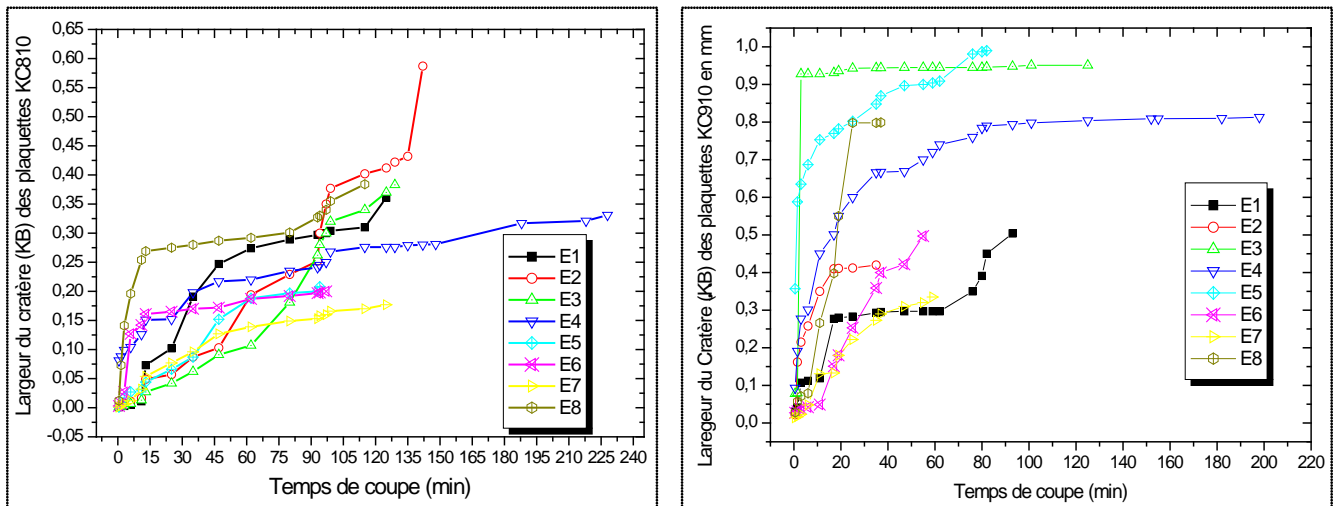 Largeur du cratère (KB) des plaquettes KC810
0,65
0,60
0,55
0,50
0,45
0,40
0,35
0,30
0,25
0,20
0,15
0,10
0,05
0,00
-0,05
0 15 30 45 60 75 90 105 120 135 150 165 180 195 210 225 240
Temps de coupe (min)
E1
E2
E3
E4
E5
E6
E7
E8
Laregeur du Cratère (KB) des plaquettes KC910 en mm
1,0
0,9
0,8
0,7
0,6
0,5
0,4
0,3
0,2
0,1
0,0
0 20 40 60 80 100 120 140 160 180 200 220
Temps de coupe (min)
E1
E2
E3
E4
E5
E6
E7
E8